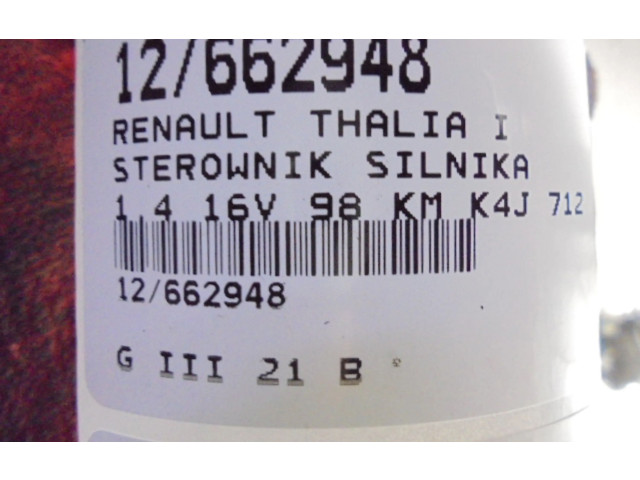 12/662948
RENAULT THALIA I
STEROWNIK SILNIKA
1,4 16V 98 KM K4J 712
12/662948
G III 21 B